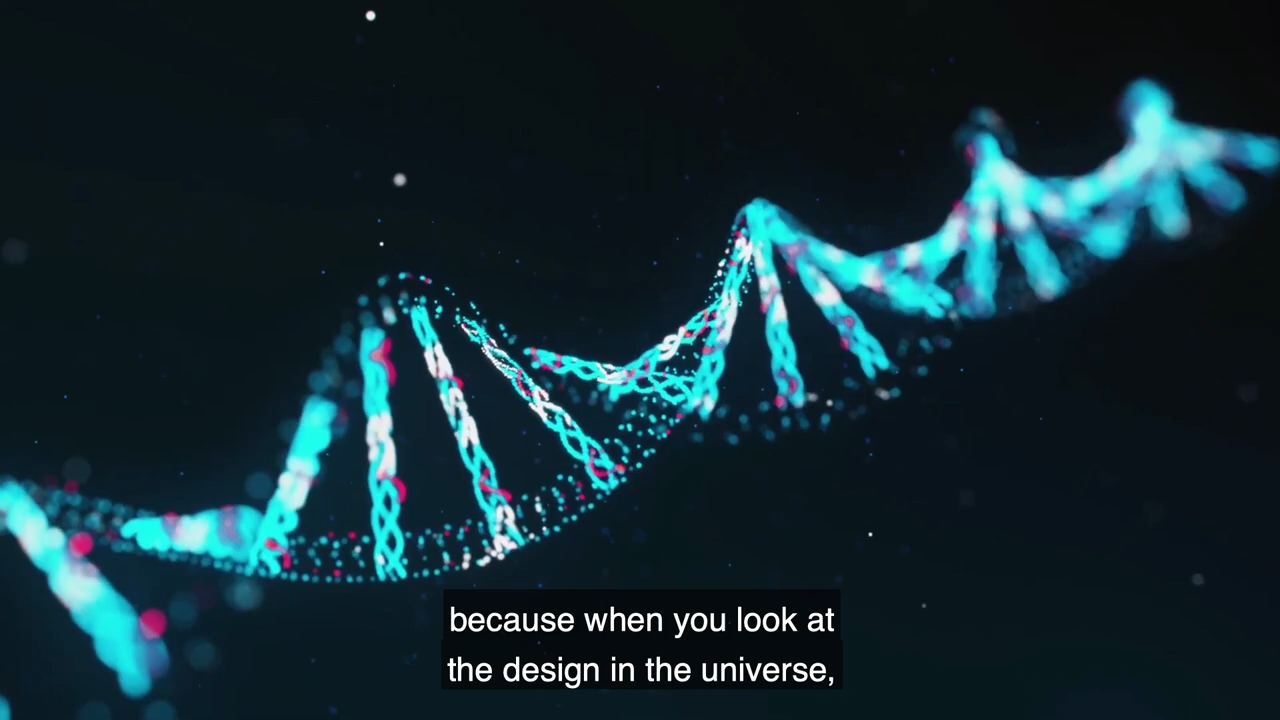 because when you look at
the design in the universe,